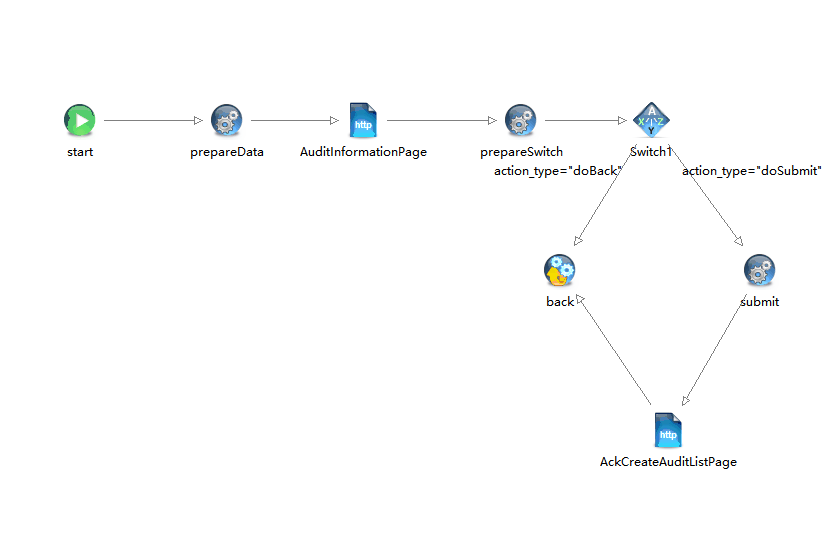 http
A
X Z
Y
start
prepareData
AuditInformationPage
prepareSwitch
Switch1
action_type="doBack"
action_type="doSubmit"
back
submit
http
AckCreateAuditListPage